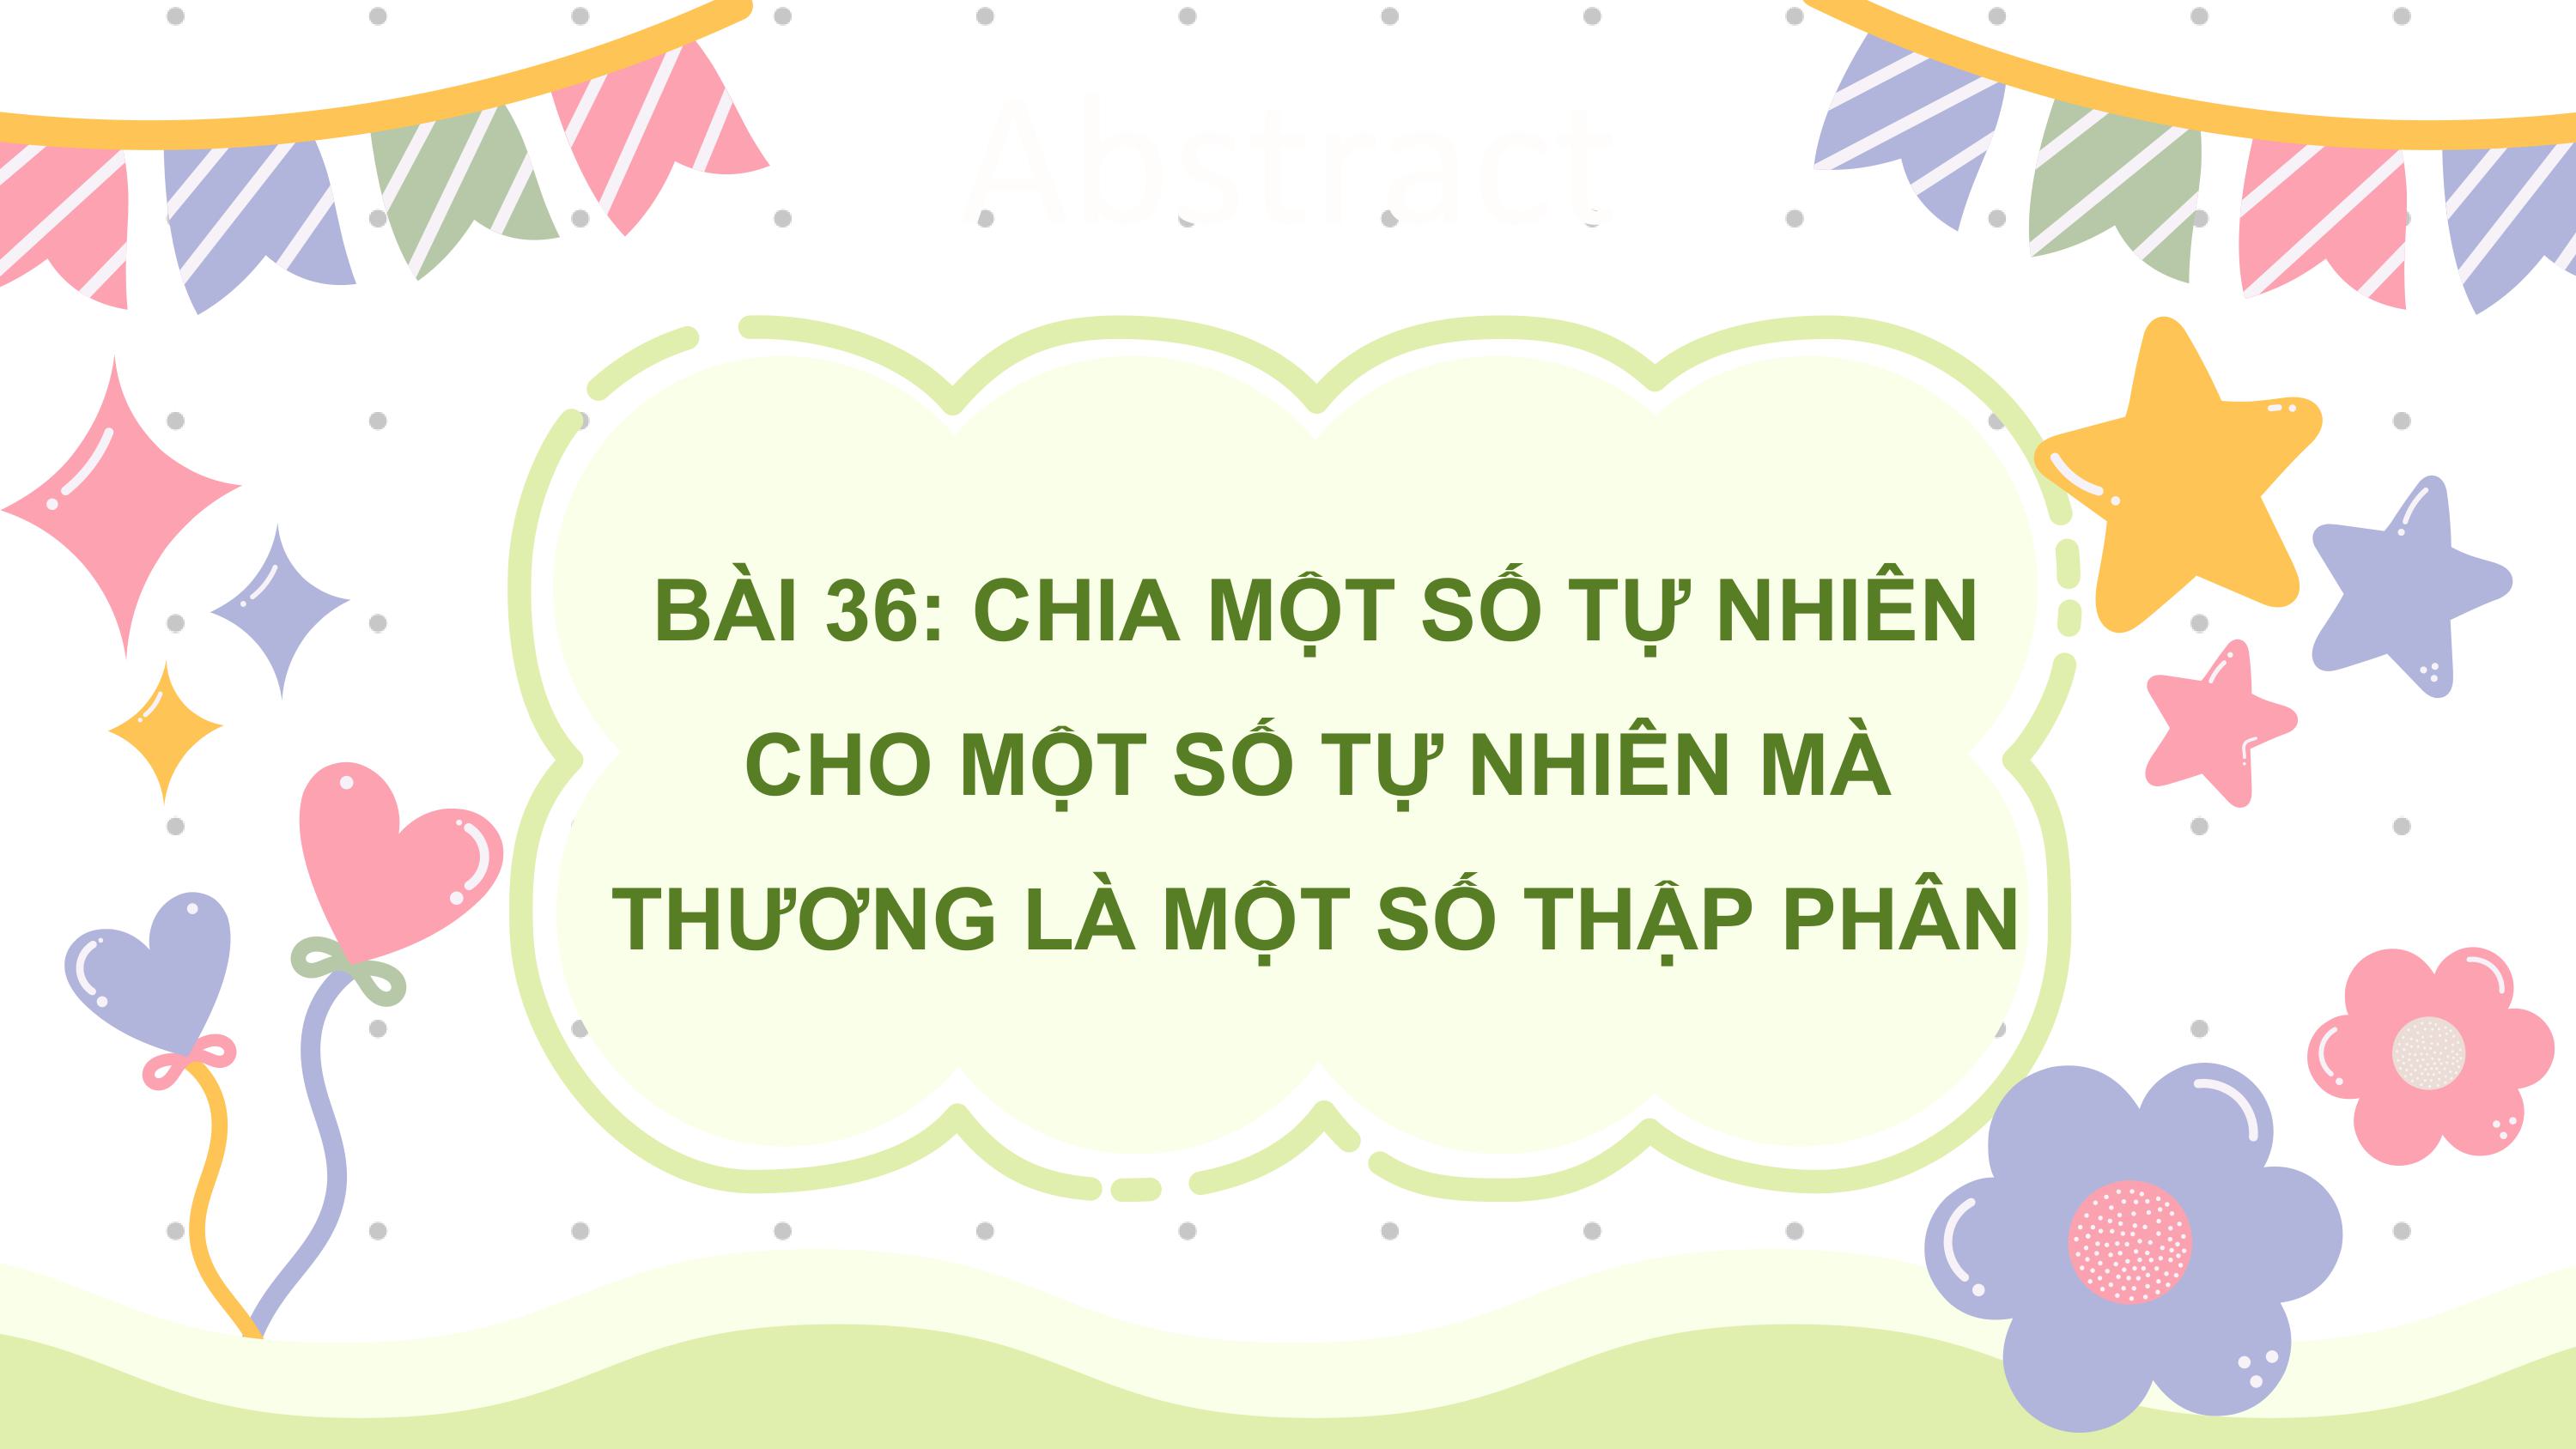 Abstract
BÀI 36: CHIA MỘT SỐ TỰ NHIÊN
CHO MỘT SỐ TỰ NHIÊN MÀ
THƯƠNG LÀ MỘT SỐ THẬP PHÂN